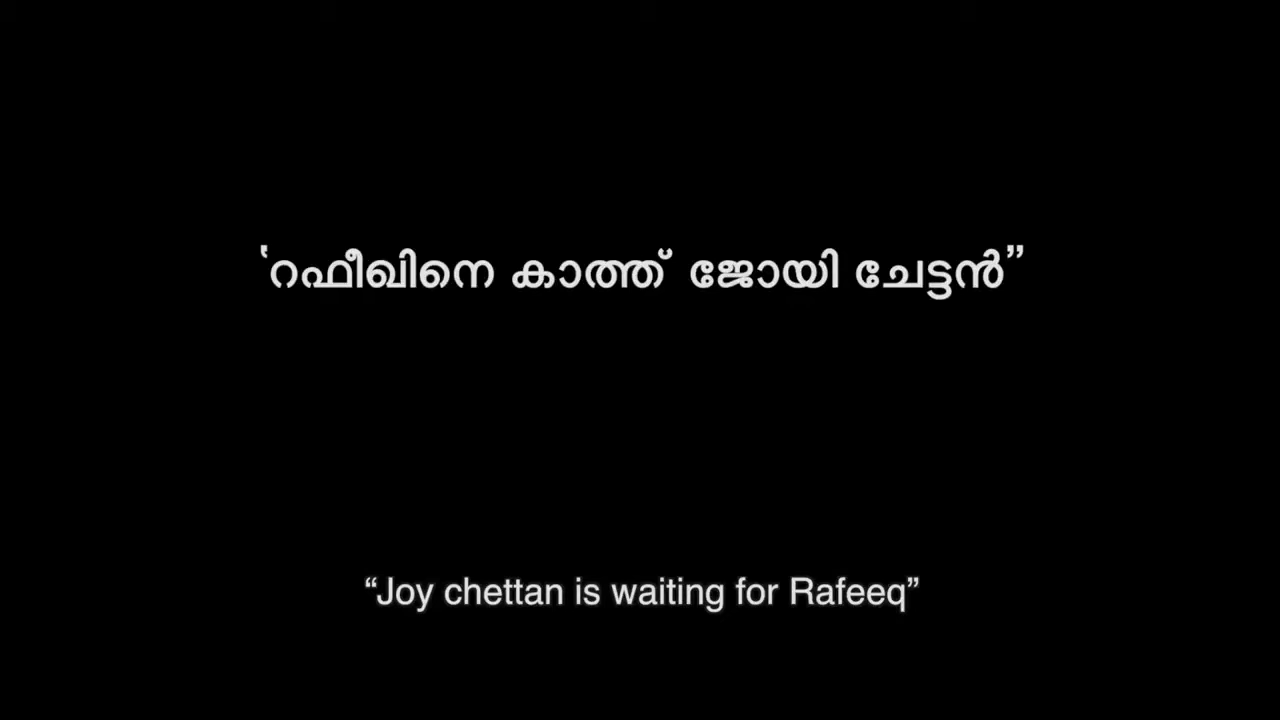 ‘റഫീഖിനെ കാത്ത് ജോയി ചേട്ടൻ”
“Joy chettan is waiting for Rafeeq”